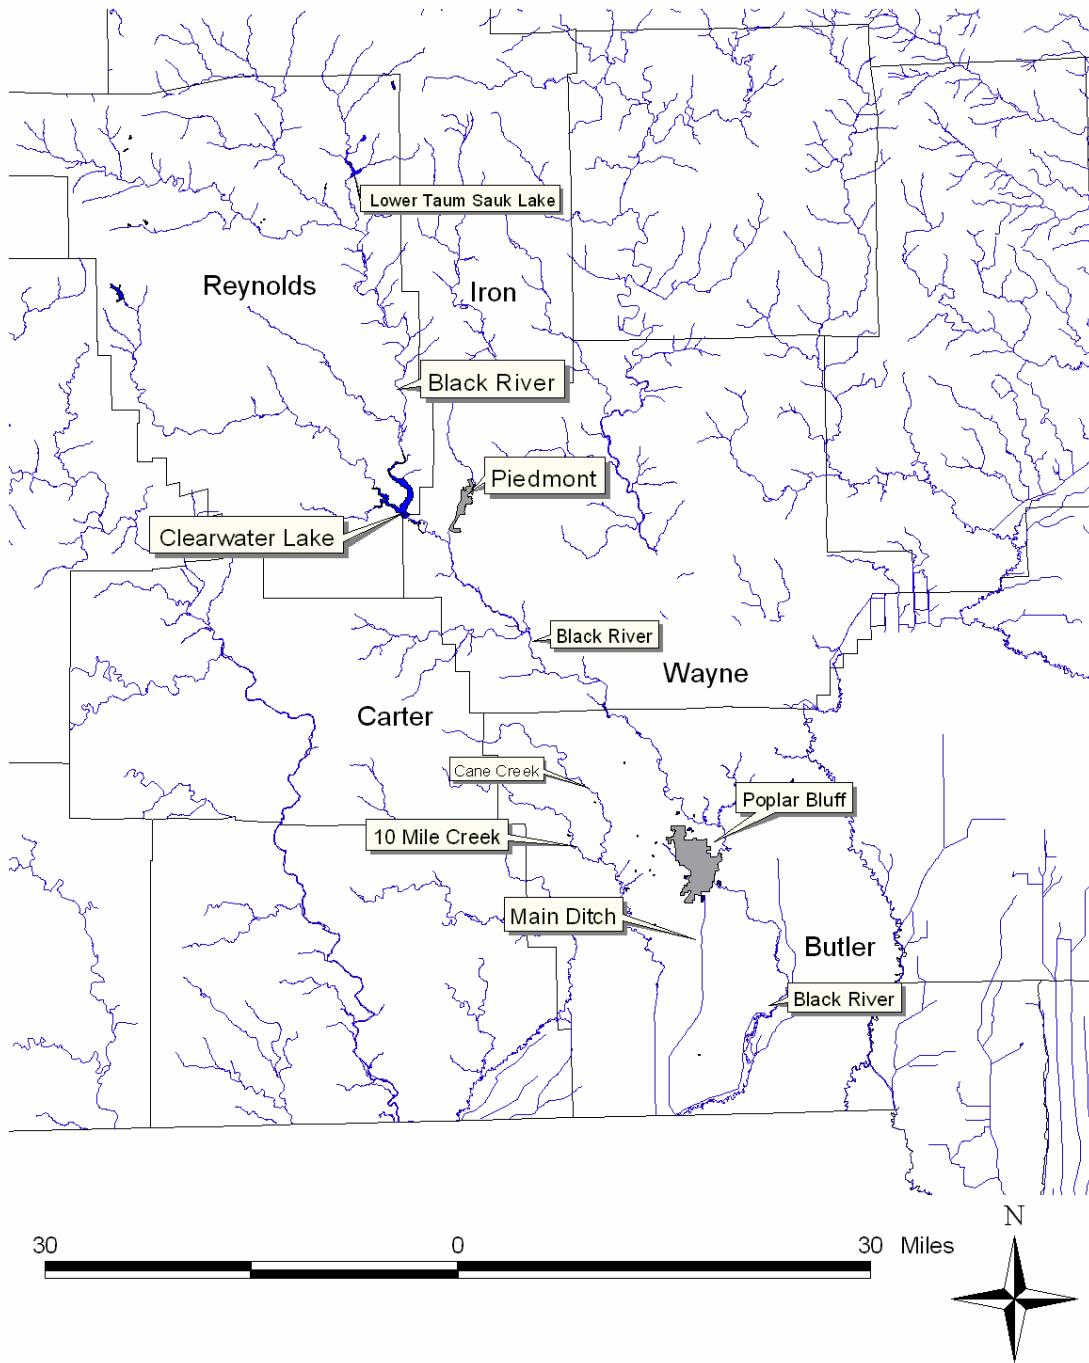 Lower Taum Sauk Lake
Reynolds
Iron
Black River
Piedmont
Clearwater Lake
Black River
Wayne
Carter
Cane Creek
Poplar Bluff
10 Mile Creek
Main Ditch
Butler
Black River
N
30 0 30 Miles